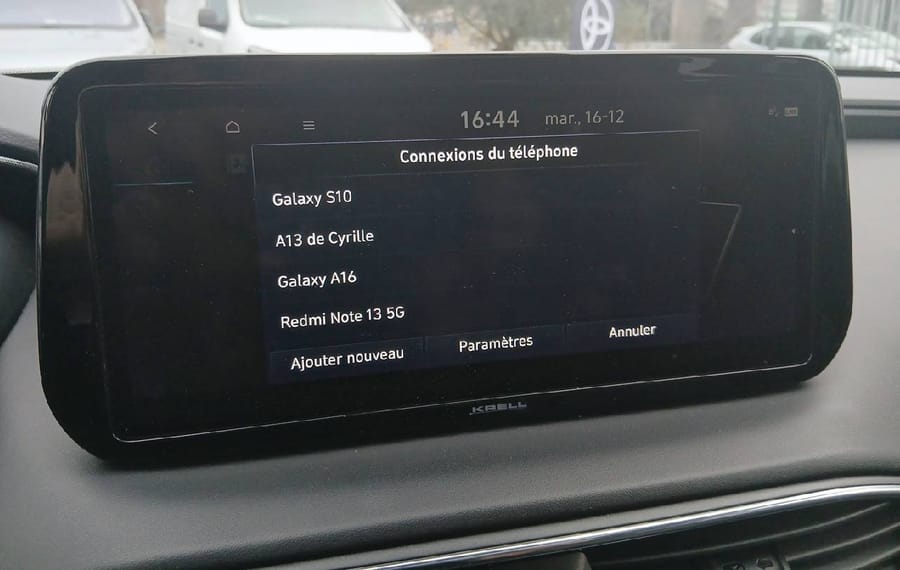 16:44 mar., 16-12
Connexions du téléphone
Galaxy S10
A13 de Cyrille
Galaxy A16
Redmi Note 13 5G
Ajouter nouveau Paramètres Annuler
KRELL